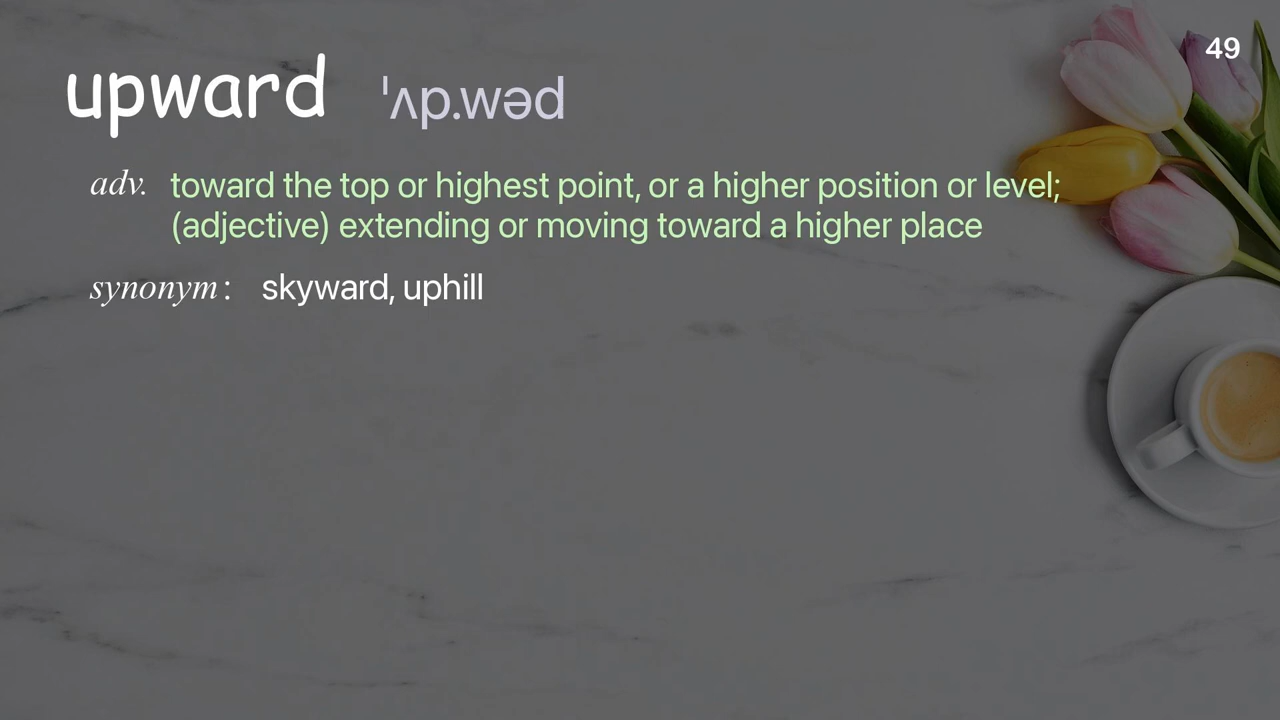 49
upward ˈʌp.wəd
adv. toward the top or highest point, or a higher position or level;
(adjective) extending or moving toward a higher place
synonym : skyward, uphill